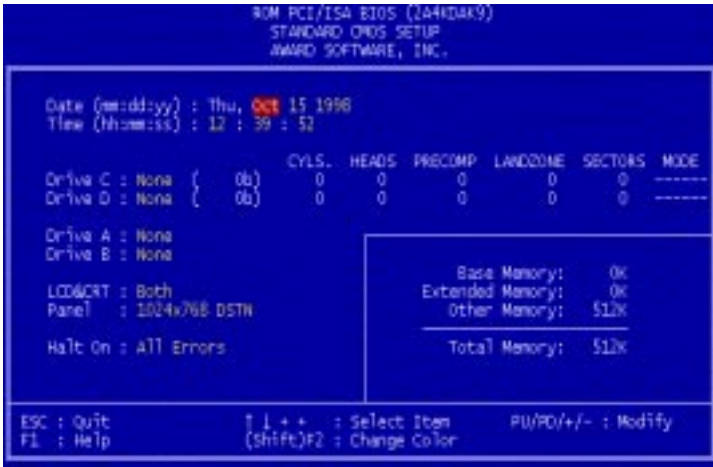 ROM PCI/ISA BIOS (2A4KDAK9)
STANDARD CMOS SETUP
AWARD SOFTWARE, INC.
Date (mm:dd:yy) : Thu, Oct 15 1998
Time (hh:mm:ss) : 12 : 39 : 52
CYLS. HEADS PRECOMP LANDZONE SECTORS MODE
Drive C : None ( 0b) 0 0 0 0 0 ------
Drive D : None ( 0b) 0 0 0 0 0 ------
Drive A : None
Drive B : None
LCD&CRT : Both
Panel : 1024x768 DSTN
Halt On : All Errors
Base Memory: 0K
Extended Memory: 0K
Other Memory: 512K
Total Memory: 512K
ESC : Quit ↑ ↓ + + : Select Item PU/PD/+/- : Modify
F1 : Help (Shift)F2 : Change Color